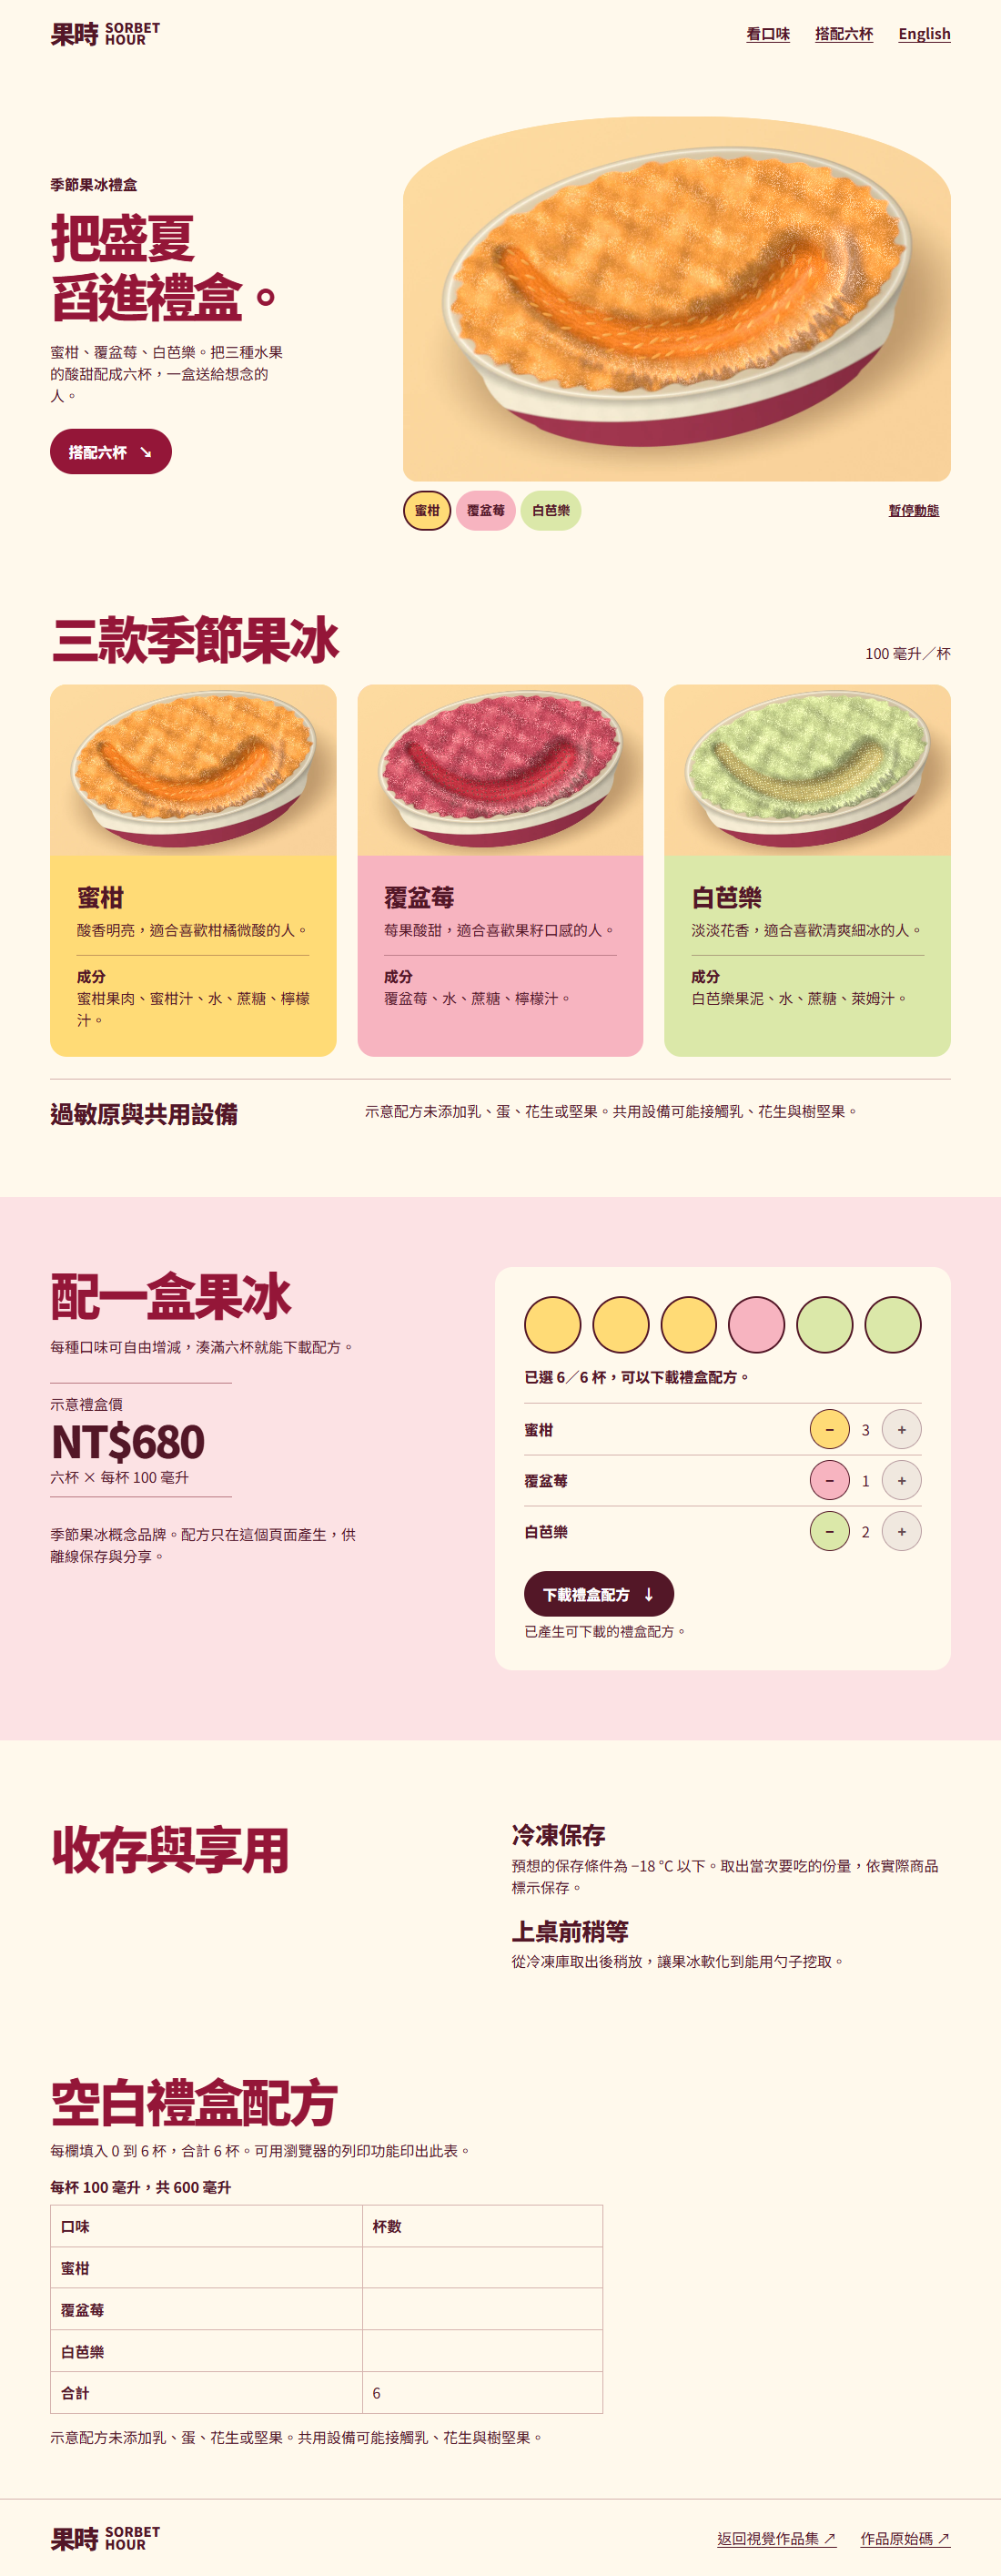 果時 SORBET HOUR
看口味 搭配六杯 English
季節果冰禮盒
把盛夏
舀進禮盒。
蜜柑、覆盆莓、白芭樂。把三種水果
的酸甜配成六杯，一盒送給想念的
人。
搭配六杯 ↘
蜜柑 覆盆莓 白芭樂 暫停動態
三款季節果冰
100 毫升／杯
蜜柑
酸香明亮，適合喜歡柑橘微酸的人。
成分
蜜柑果肉、蜜柑汁、水、蔗糖、檸檬
汁。
覆盆莓
莓果酸甜，適合喜歡果籽口感的人。
成分
覆盆莓、水、蔗糖、檸檬汁。
白芭樂
淡淡花香，適合喜歡清爽細冰的人。
成分
白芭樂果泥、水、蔗糖、萊姆汁。
過敏原與共用設備
示意配方未添加乳、蛋、花生或堅果。共用設備可能接觸乳、花生與樹堅果。
配一盒果冰
每種口味可自由增減，湊滿六杯就能下載配方。
示意禮盒價
NT$680
六杯 × 每杯 100 毫升
季節果冰概念品牌。配方只在這個頁面產生，供
離線保存與分享。
已選 6／6 杯，可以下載禮盒配方。
蜜柑 − 3 +
覆盆莓 − 1 +
白芭樂 − 2 +
下載禮盒配方 ↓
已產生可下載的禮盒配方。
收存與享用
冷凍保存
預想的保存條件為 −18 °C 以下。取出當次要吃的份量，依實際商品
標示保存。
上桌前稍等
從冷凍庫取出後稍放，讓果冰軟化到能用勺子挖取。
空白禮盒配方
每欄填入 0 到 6 杯，合計 6 杯。可用瀏覽器的列印功能印出此表。
每杯 100 毫升，共 600 毫升
口味 杯數
蜜柑
覆盆莓
白芭樂
合計 6
示意配方未添加乳、蛋、花生或堅果。共用設備可能接觸乳、花生與樹堅果。
果時 SORBET HOUR
返回視覺作品集 ↗ 作品原始碼 ↗